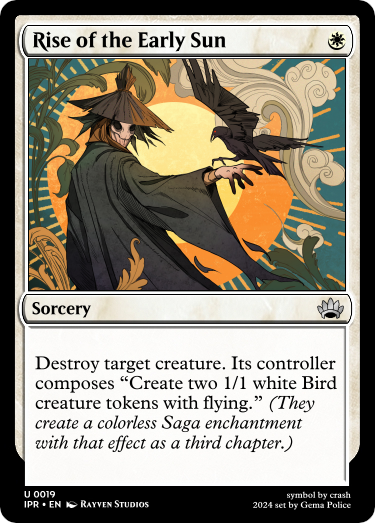 Rise of the Early Sun
Sorcery
Destroy target creature. Its controller
composes “Create two 1/1 white Bird
creature tokens with flying.” (They
create a colorless Saga enchantment
with that effect as a third chapter.)
U 0019
IPR • EN Rayven Studios
symbol by crash
2024 set by Gema Police